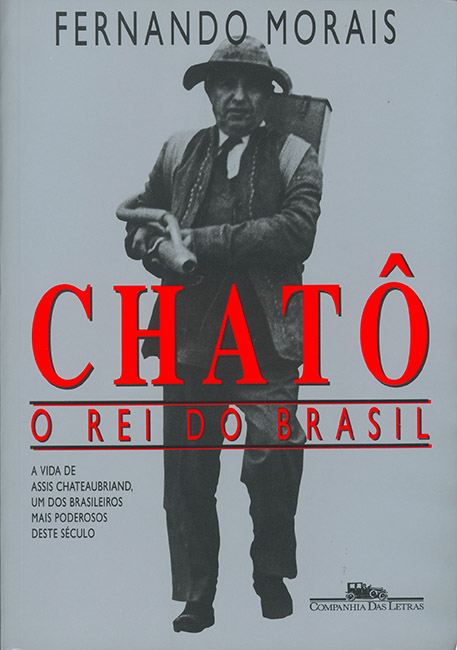 FERNANDO MORAIS
CHATÔ
O REI DO BRASIL
A VIDA DE
ASSIS CHATEAUBRIAND,
UM DOS BRASILEIROS
MAIS PODEROSOS
DESTE SÉCULO
COMPANHIA DAS LETRAS